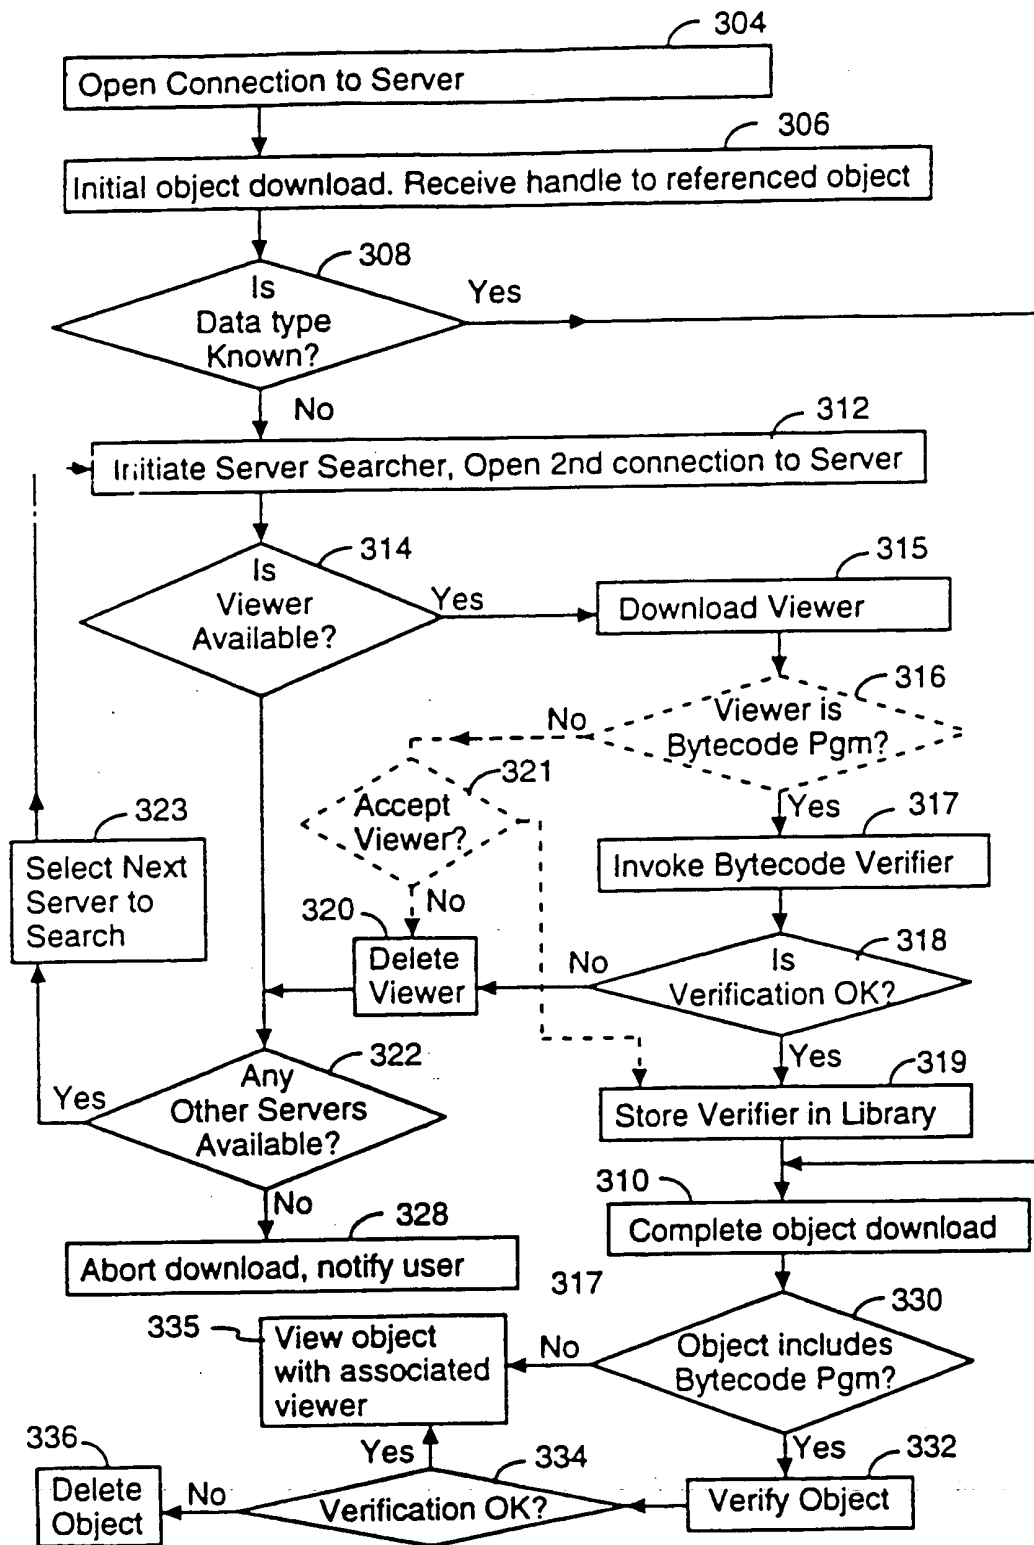 304
Open Connection to Server
306
Initial object download. Receive handle to referenced object
308
Is
Data type
Known?
Yes
No
312
Initiate Server Searcher, Open 2nd connection to Server
314
Is
Viewer
Available?
Yes
315
Download Viewer
316
Viewer is
Bytecode Pgm?
No
Yes
321
Accept
Viewer?
No
323
Select Next
Server to
Search
317
Invoke Bytecode Verifier
320
Delete
Viewer
No
318
Is
Verification OK?
Yes
322
Any
Other Servers
Available?
Yes
No
319
Store Verifier in Library
310
Complete object download
328
Abort download, notify user
317
330
Object includes
Bytecode Pgm?
No
Yes
335
View object
with associated
viewer
Yes
336
Delete
Object
No
334
Verification OK?
332
Verify Object